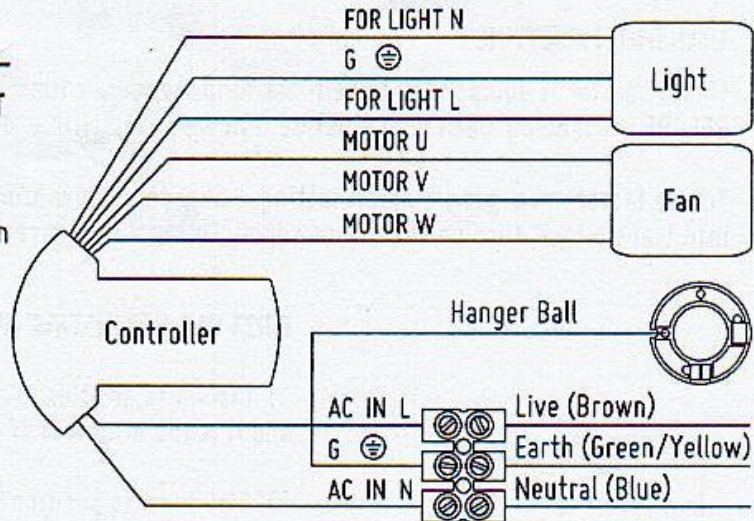 FOR LIGHT N
G
FOR LIGHT L
Light
MOTOR U
MOTOR V
MOTOR W
Fan
Controller
Hanger Ball
AC IN L
Live (Brown)
G
Earth (Green/Yellow)
AC IN N
Neutral (Blue)